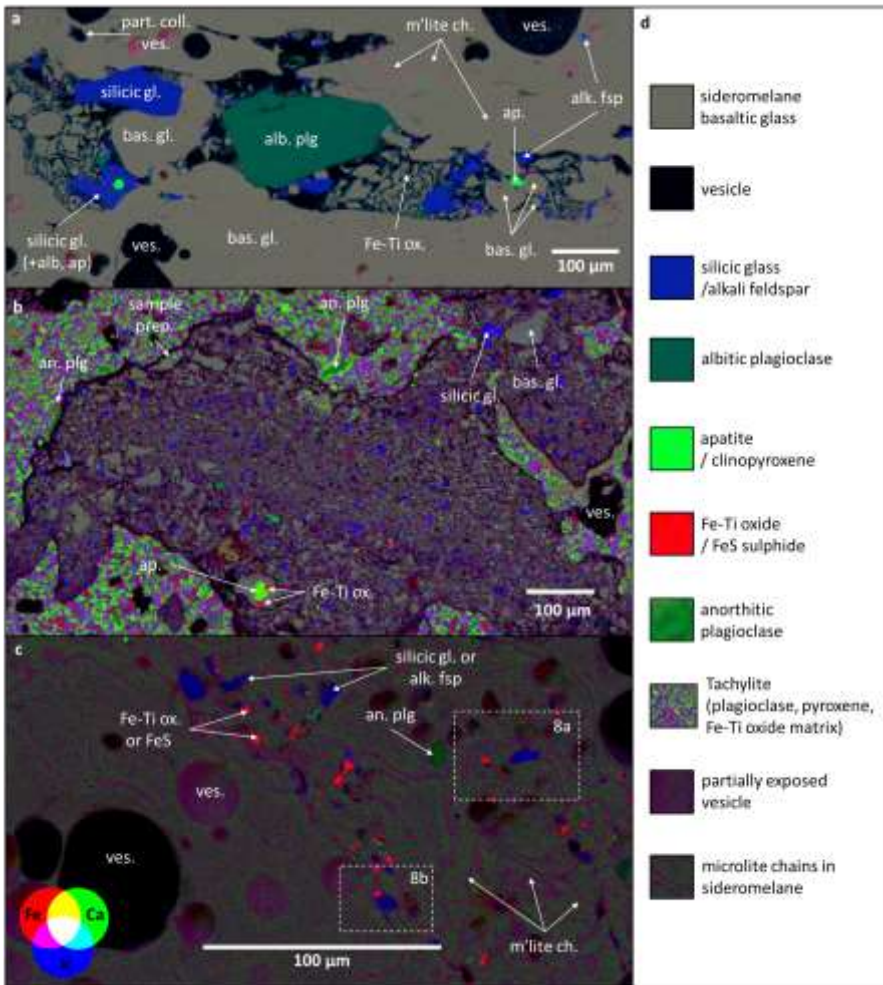 a
part. coll.
ves.
m'lite ch.
ves.
silicic gl.
alk. fsp
ap.
bas. gl.
alb. plg
silicic gl.
(+alb, ap)
ves.
bas. gl.
Fe-Ti ox.
bas. gl.
100 µm
b
sample
prep.
an. plg
an. plg
silicic gl.
bas. gl.
ves.
ap.
Fe-Ti ox.
100 µm
c
silicic gl. or
alk. fsp
Fe-Ti ox.
or FeS
an. plg
8a
ves.
ves.
8b
m'lite ch.
Fe
Ca
100 µm
d
sideromelane
basaltic glass
vesicle
silicic glass
/alkali feldspar
albitic plagioclase
apatite
/ clinopyroxene
Fe-Ti oxide
/ FeS sulphide
anorthitic
plagioclase
Tachylite
(plagioclase, pyroxene,
Fe-Ti oxide matrix)
partially exposed
vesicle
microlite chains in
sideromelane